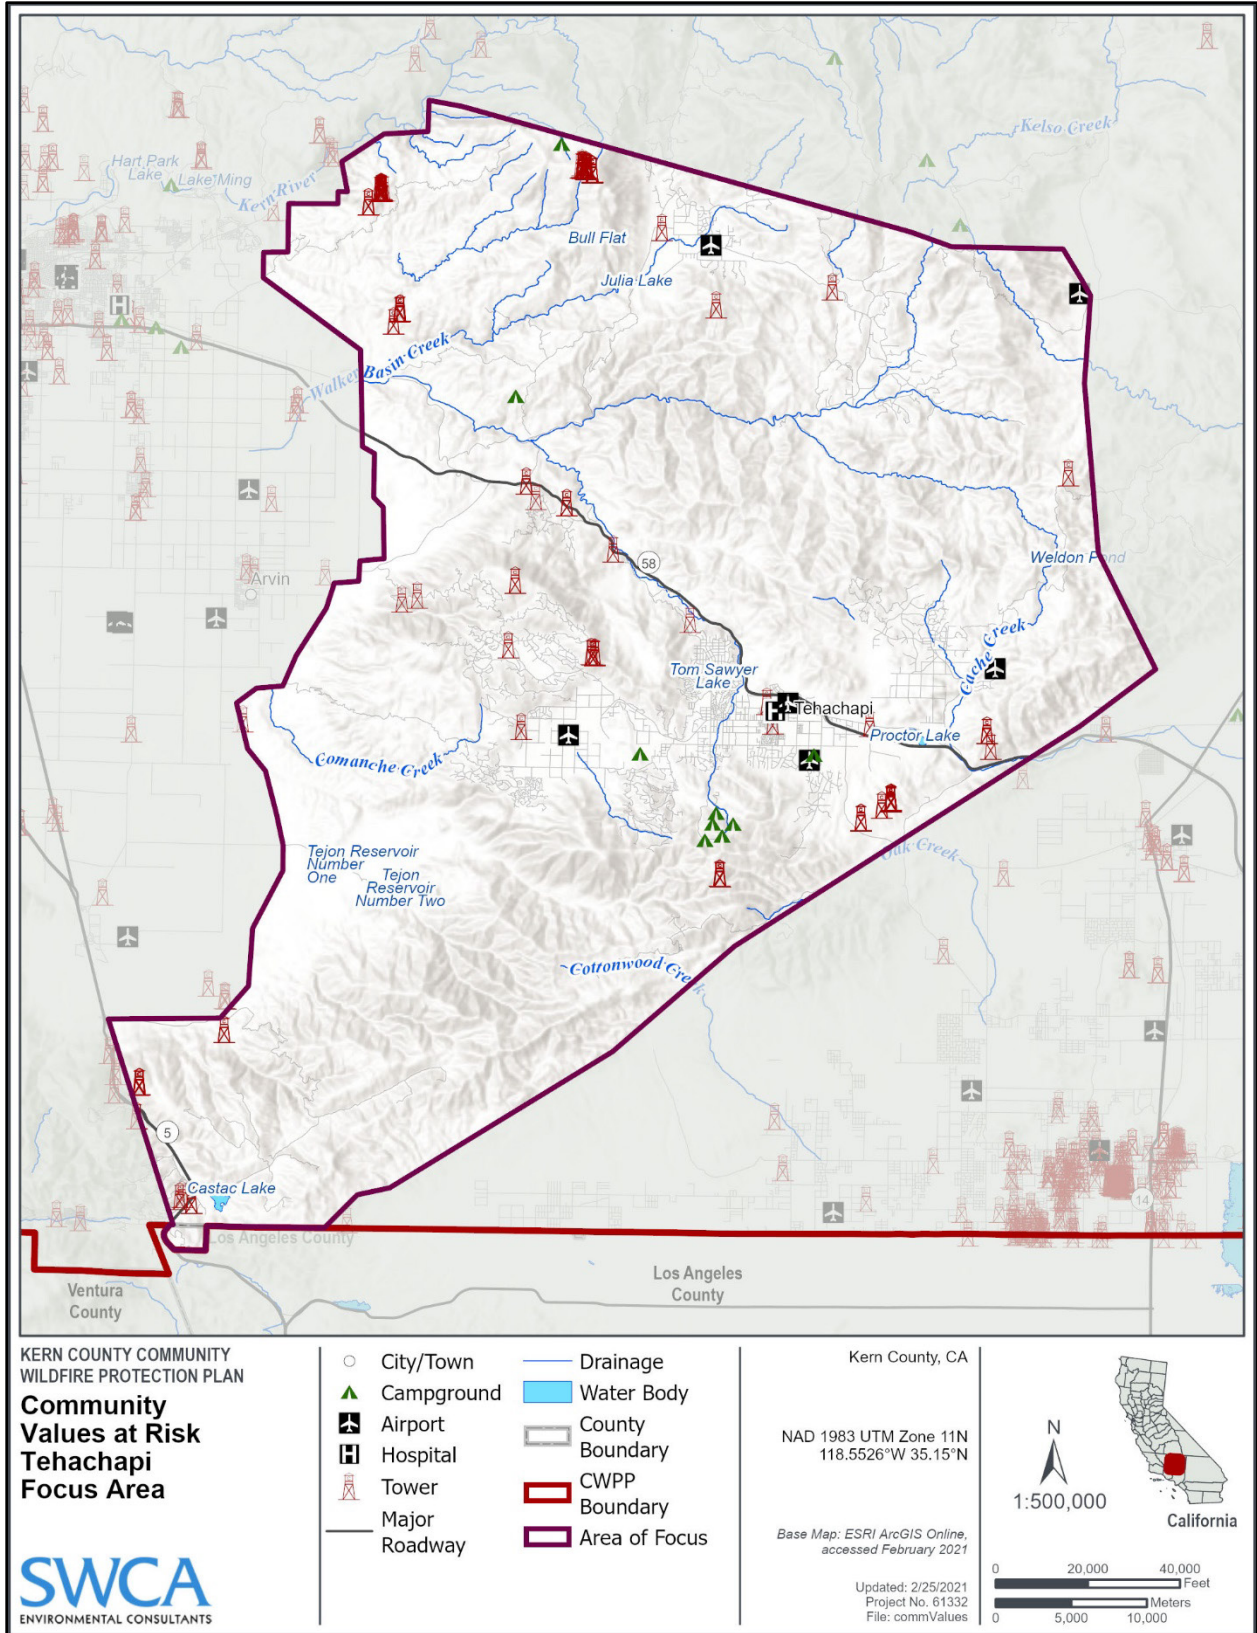 Kelso Creek
Hart Park
Lake
Lake Ming
Kern River
Bull Flat
Julia Lake
Walker Basin Creek
58
Arvin
Weldon Pond
Cache Creek
Tom Sawyer
Lake
Tehachapi
Proctor Lake
Comanche Creek
Tejon Reservoir
Number
One
Tejon
Reservoir
Number Two
Oak Creek
Cottonwood Creek
5
Castac Lake
14
Los Angeles County
Ventura
County
Los Angeles
County
KERN COUNTY COMMUNITY
WILDFIRE PROTECTION PLAN
Community
Values at Risk
Tehachapi
Focus Area
SWCA
ENVIRONMENTAL CONSULTANTS
City/Town
Campground
Airport
H Hospital
Tower
Major
Roadway
Drainage
Water Body
County
Boundary
CWPP
Boundary
Area of Focus
Kern County, CA
NAD 1983 UTM Zone 11N
118.5526°W 35.15°N
Base Map: ESRI ArcGIS Online,
accessed February 2021
Updated: 2/25/2021
Project No. 61332
File: commValues
N
1:500,000
California
0 20,000 40,000
Feet
Meters
0 5,000 10,000